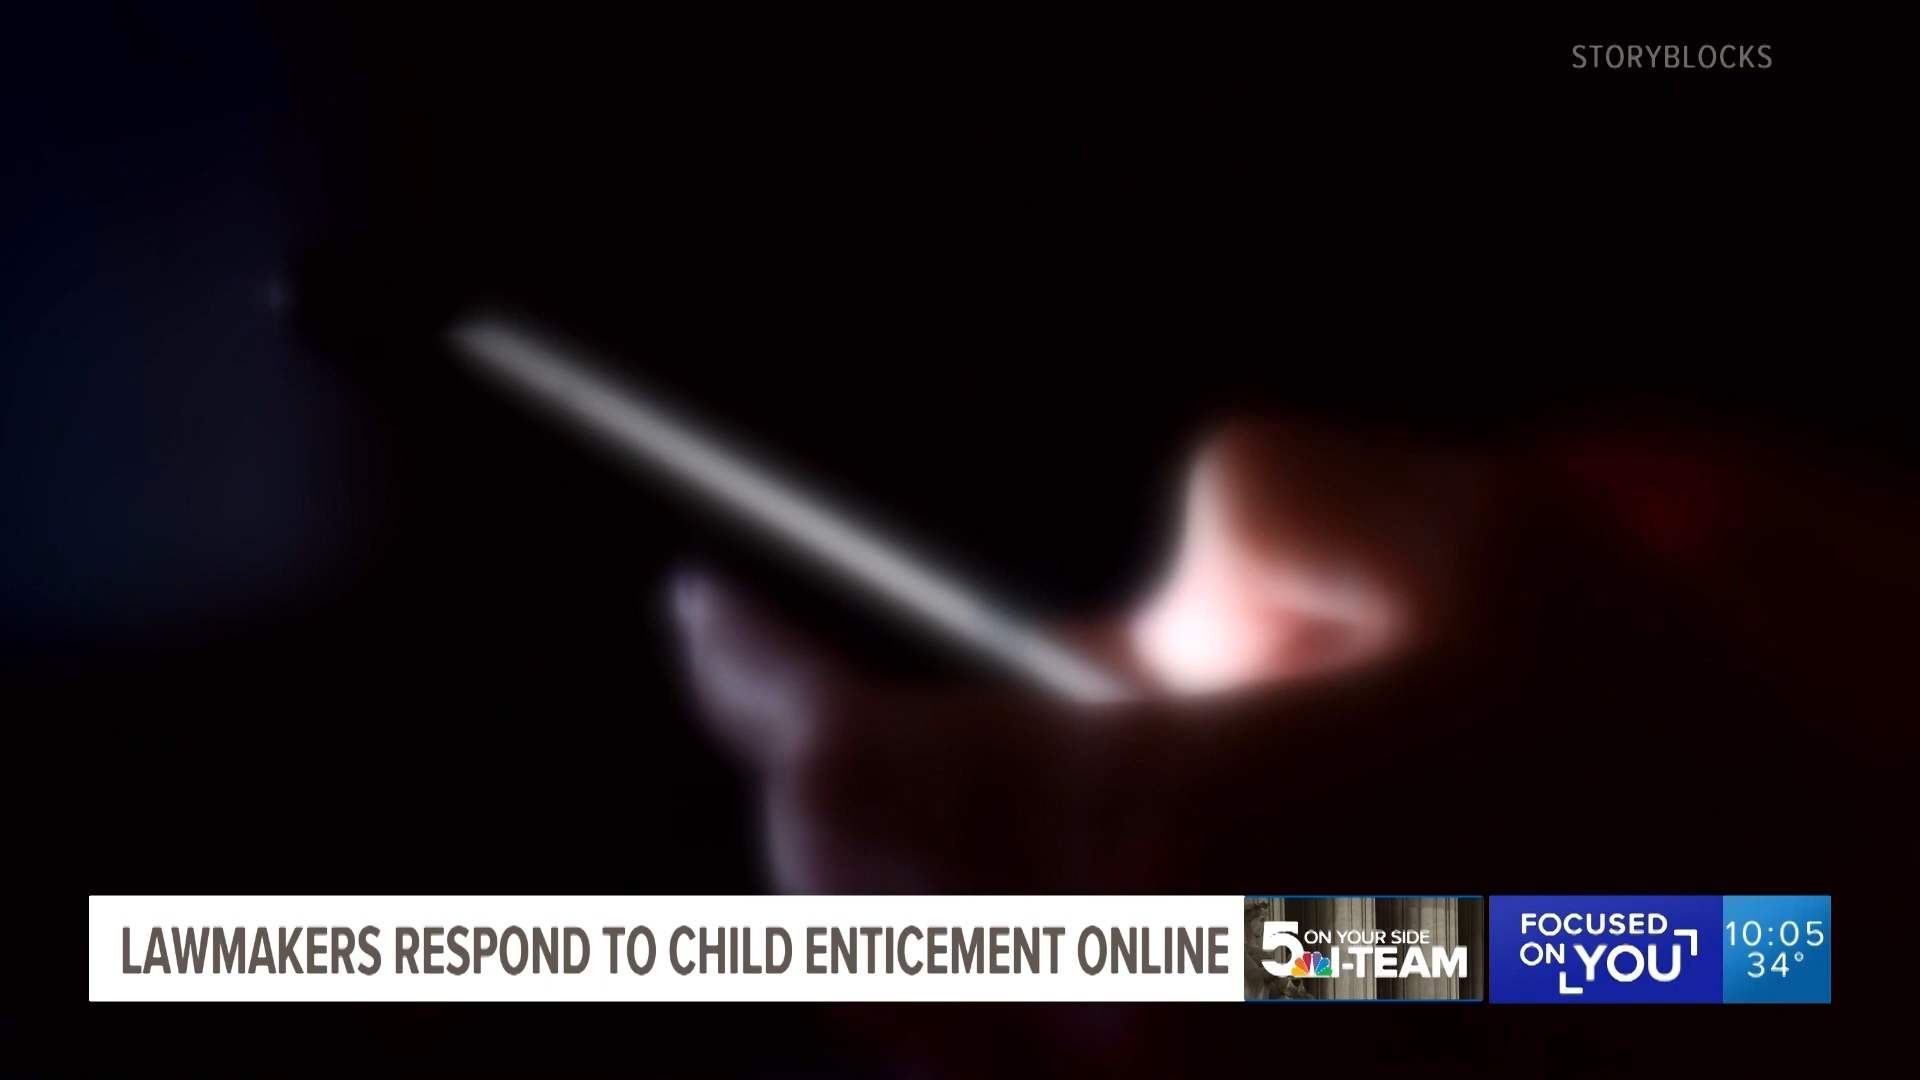 STORYBLOCKS
LAWMAKERS RESPOND TO CHILD ENTICEMENT ONLINE
5 ON YOUR SIDE
I-TEAM
FOCUSED
ON YOU
10:05
34°